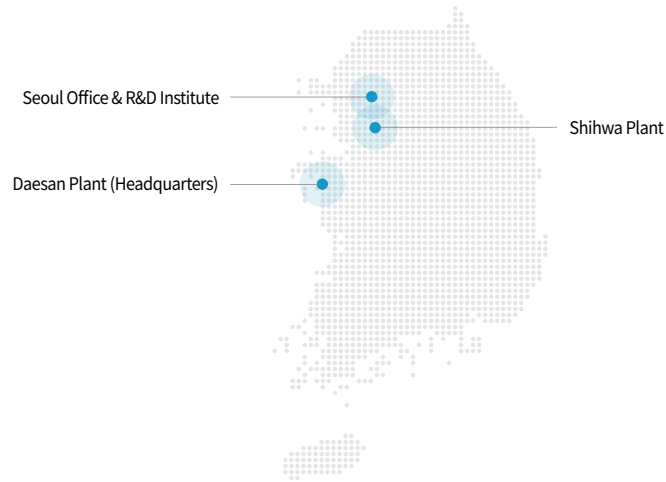 Seoul Office & R&D Institute
Shihwa Plant
Daesan Plant (Headquarters)